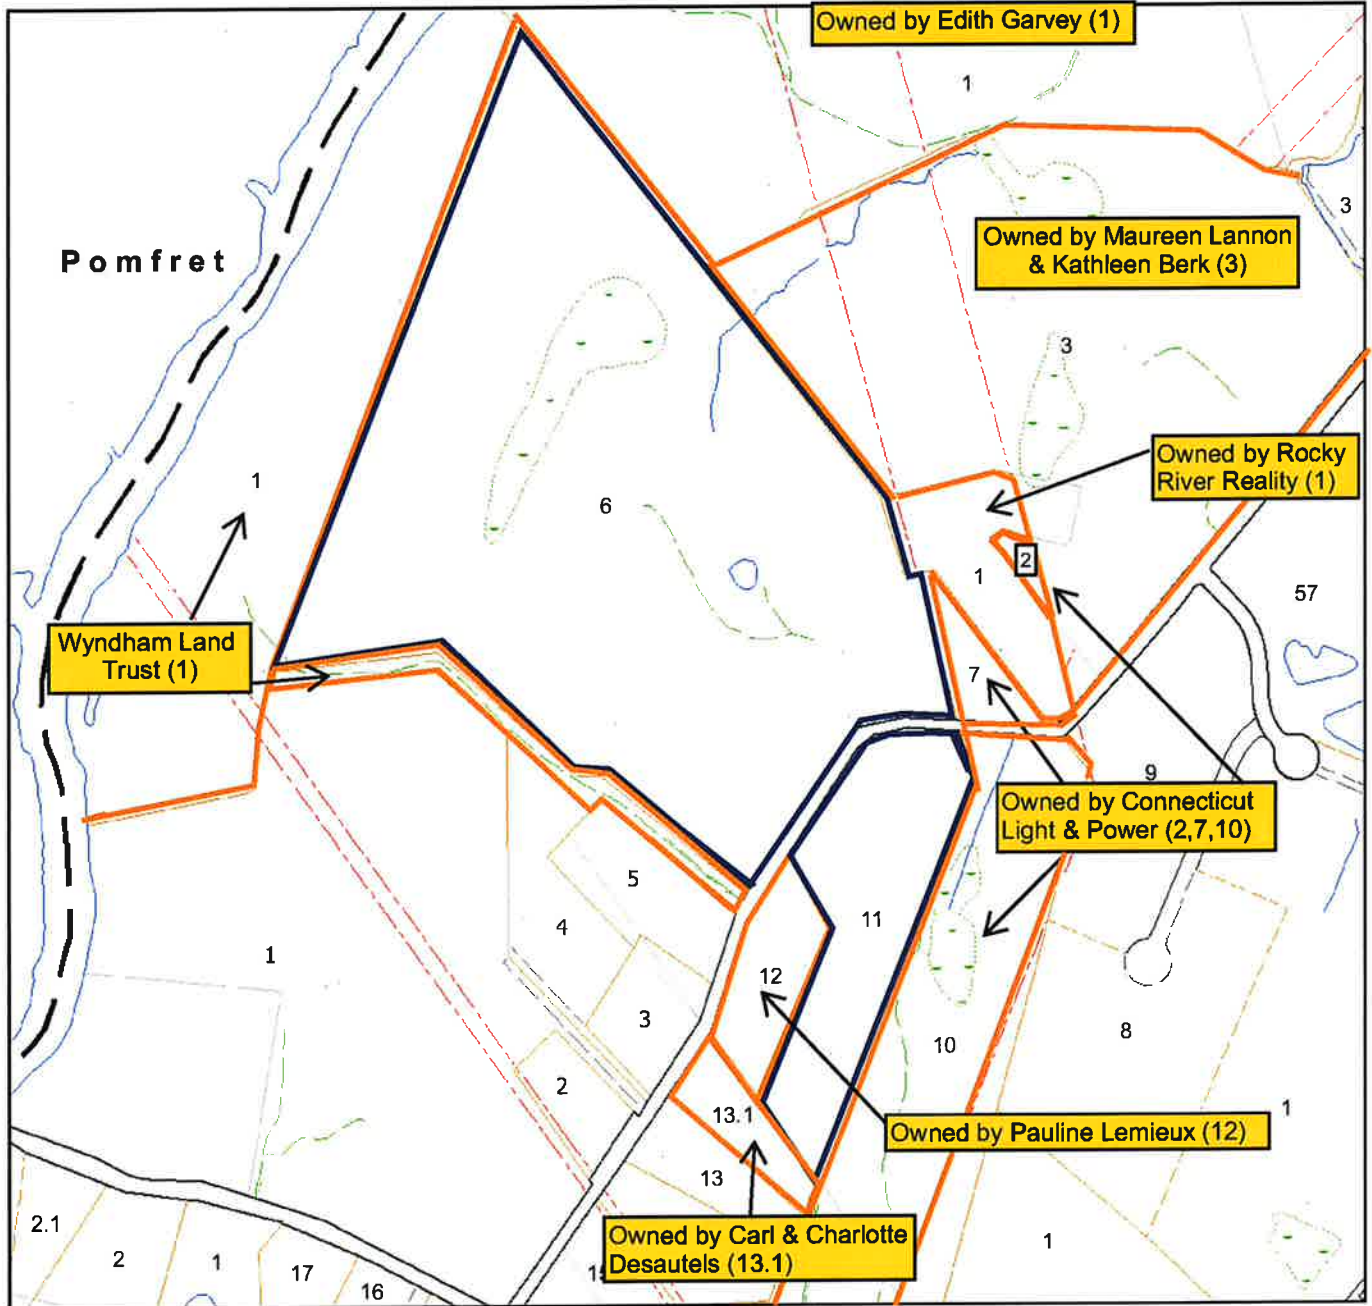 Owned by Edith Garvey (1)
1
3
Pomfret
Owned by Maureen Lannon
& Kathleen Berk (3)
3
Owned by Rocky
River Reality (1)
1
6
2
1
57
Wyndham Land
Trust (1)
7
9
Owned by Connecticut
Light & Power (2,7,10)
5
11
4
1
12
3
10
8
2
13.1
1
Owned by Pauline Lemieux (12)
13
2.1
Owned by Carl & Charlotte
Desautels (13.1)
1
2
1
17
16